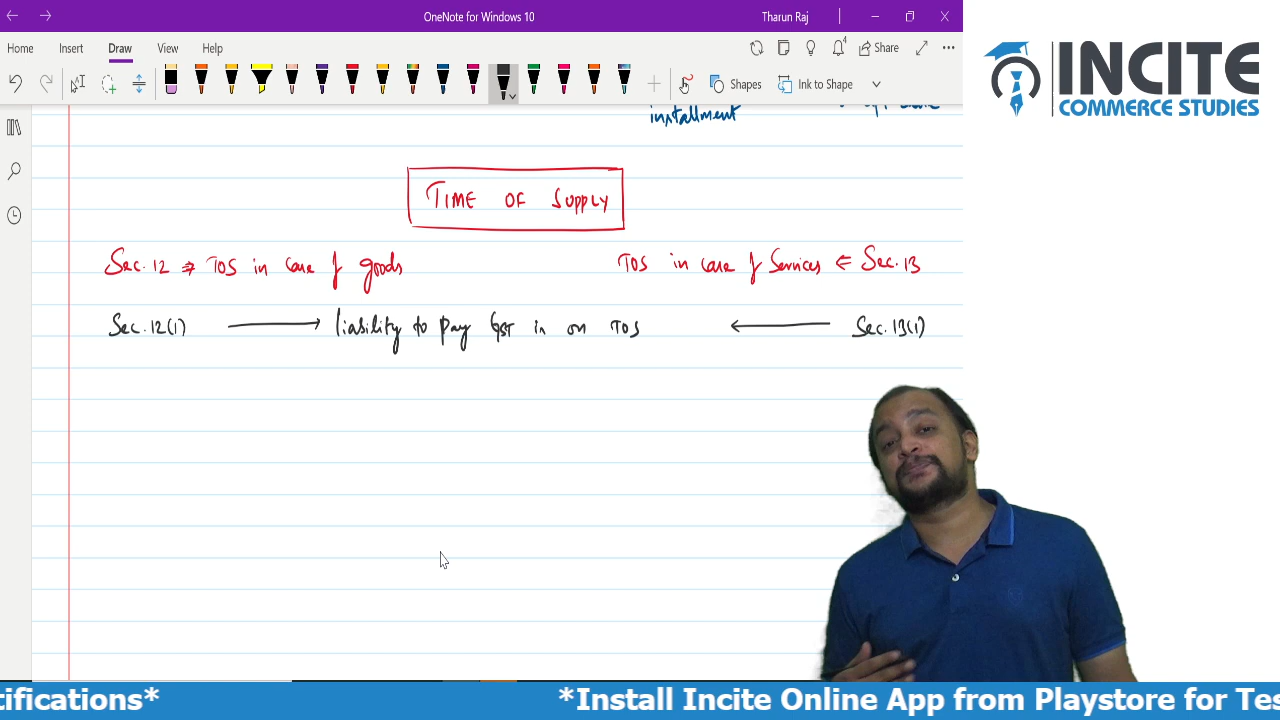 OneNote for Windows 10
Tharun Raj
Home Insert Draw View Help
4
Share
Shapes
Ink to Shape
INCITE
COMMERCE STUDIES
installment
TIME OF SUPPLY
Sec.12 ⇒ TOS in case of goods
TOS in case of Services ⇐ Sec.13
Sec.12(1) → liability to pay GST in on TOS ← Sec.13(1)
tifications* *Install Incite Online App from Playstore for Tes